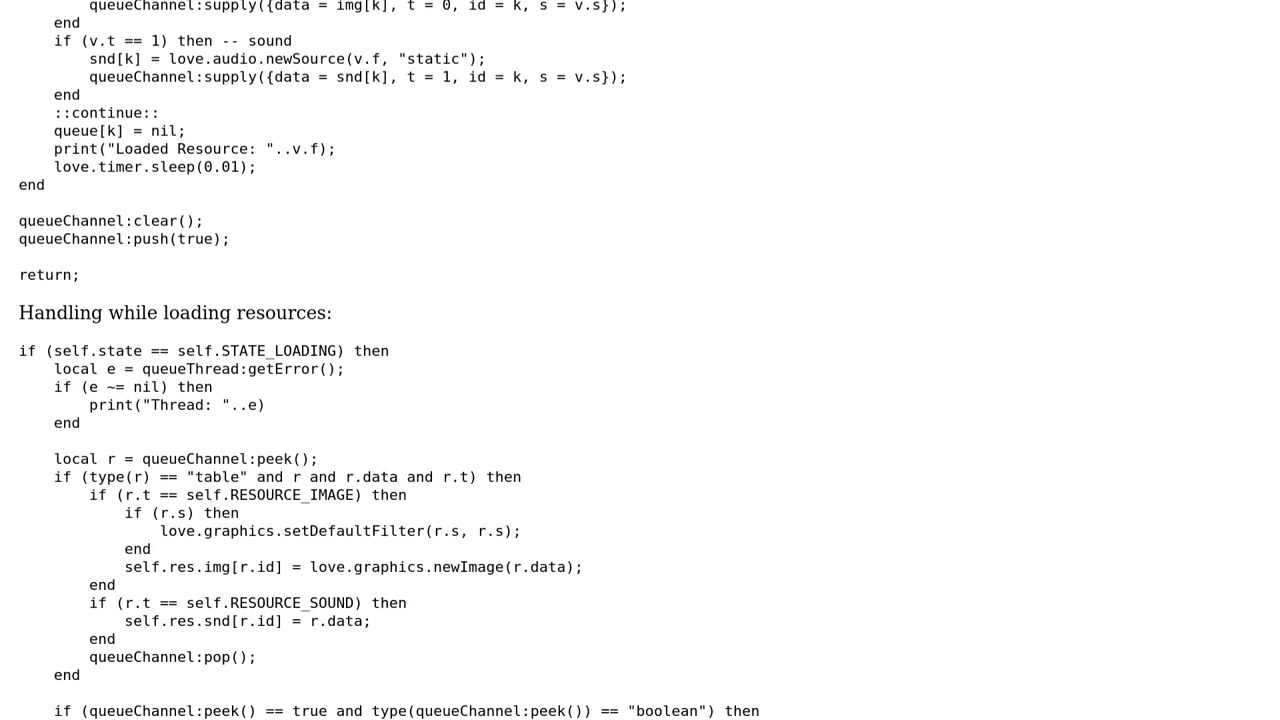 queueChannel:supply({data = img[k], t = 0, id = k, s = v.s});
    end
    if (v.t == 1) then -- sound
        snd[k] = love.audio.newSource(v.f, "static");
        queueChannel:supply({data = snd[k], t = 1, id = k, s = v.s});
    end
    ::continue::
    queue[k] = nil;
    print("Loaded Resource: "..v.f);
    love.timer.sleep(0.01);
end

queueChannel:clear();
queueChannel:push(true);

return;

Handling while loading resources:

if (self.state == self.STATE_LOADING) then
    local e = queueThread:getError();
    if (e ~= nil) then
        print("Thread: "..e)
    end

    local r = queueChannel:peek();
    if (type(r) == "table" and r and r.data and r.t) then
        if (r.t == self.RESOURCE_IMAGE) then
            if (r.s) then
                love.graphics.setDefaultFilter(r.s, r.s);
            end
            self.res.img[r.id] = love.graphics.newImage(r.data);
        end
        if (r.t == self.RESOURCE_SOUND) then
            self.res.snd[r.id] = r.data;
        end
        queueChannel:pop();
    end

    if (queueChannel:peek() == true and type(queueChannel:peek()) == "boolean") then